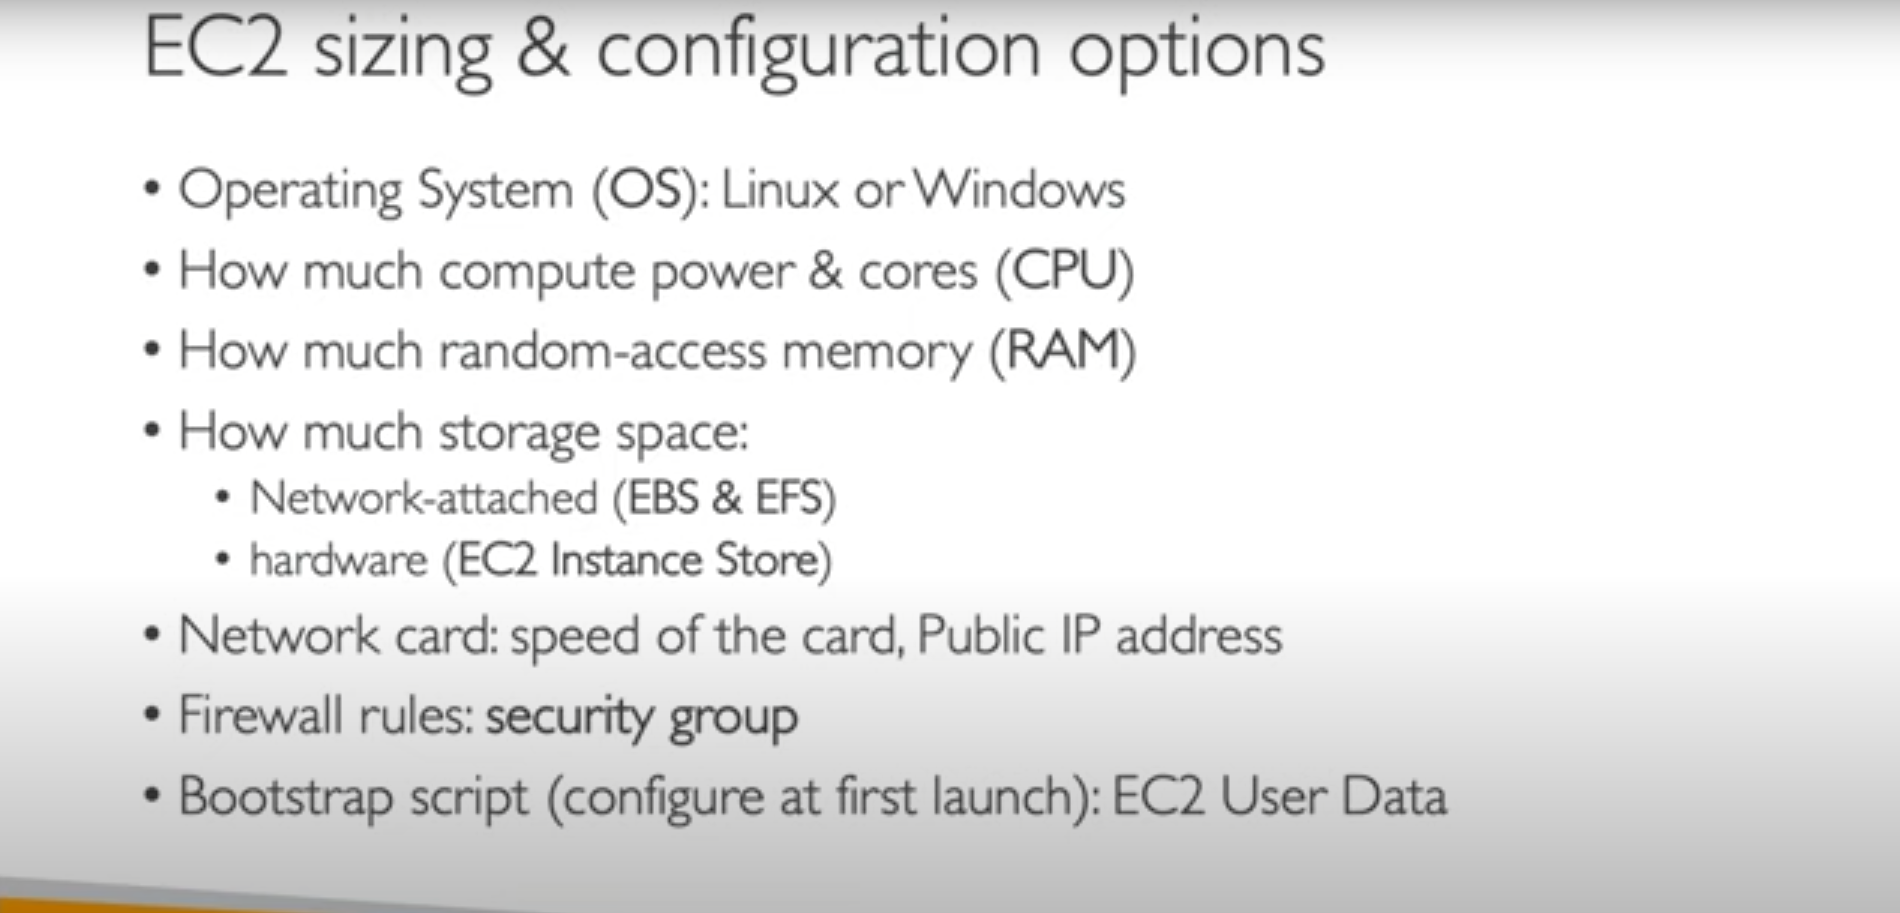 EC2 sizing & configuration options
• Operating System (OS): Linux or Windows
• How much compute power & cores (CPU)
• How much random-access memory (RAM)
• How much storage space:
• Network-attached (EBS & EFS)
• hardware (EC2 Instance Store)
• Network card: speed of the card, Public IP address
• Firewall rules: security group
• Bootstrap script (configure at first launch): EC2 User Data